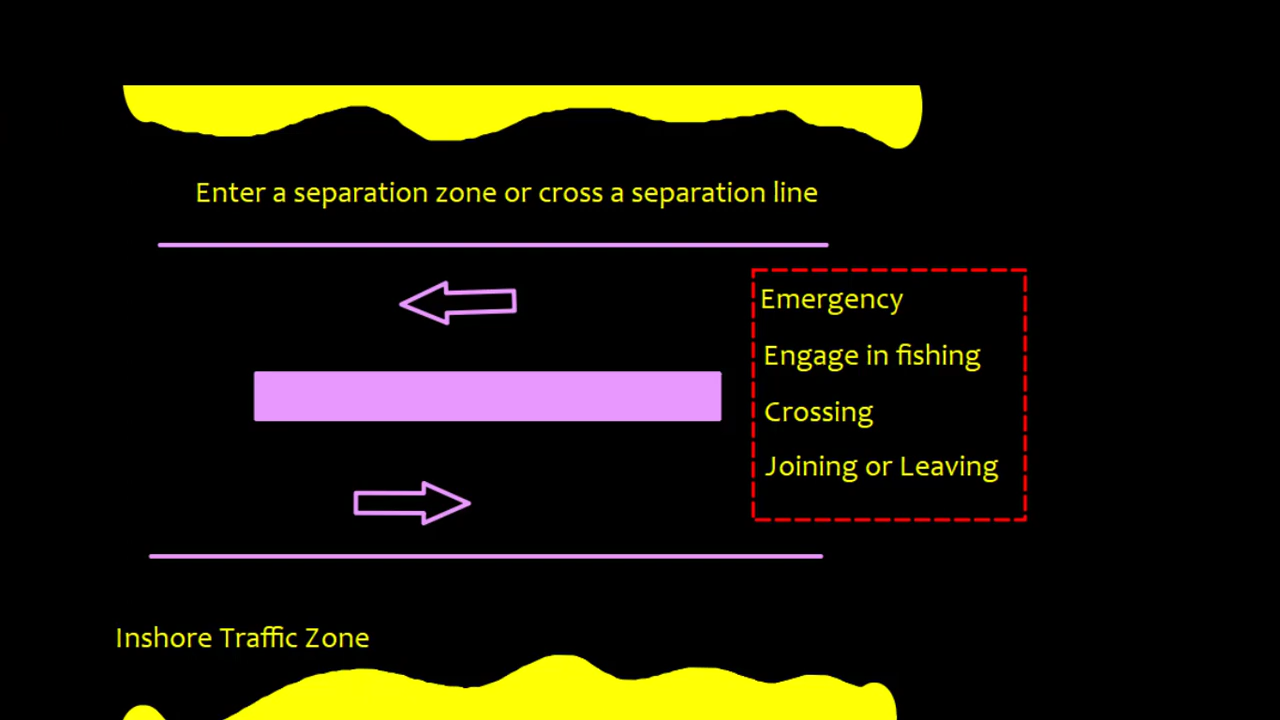 Enter a separation zone or cross a separation line
Emergency
Engage in fishing
Crossing
Joining or Leaving
Inshore Traffic Zone